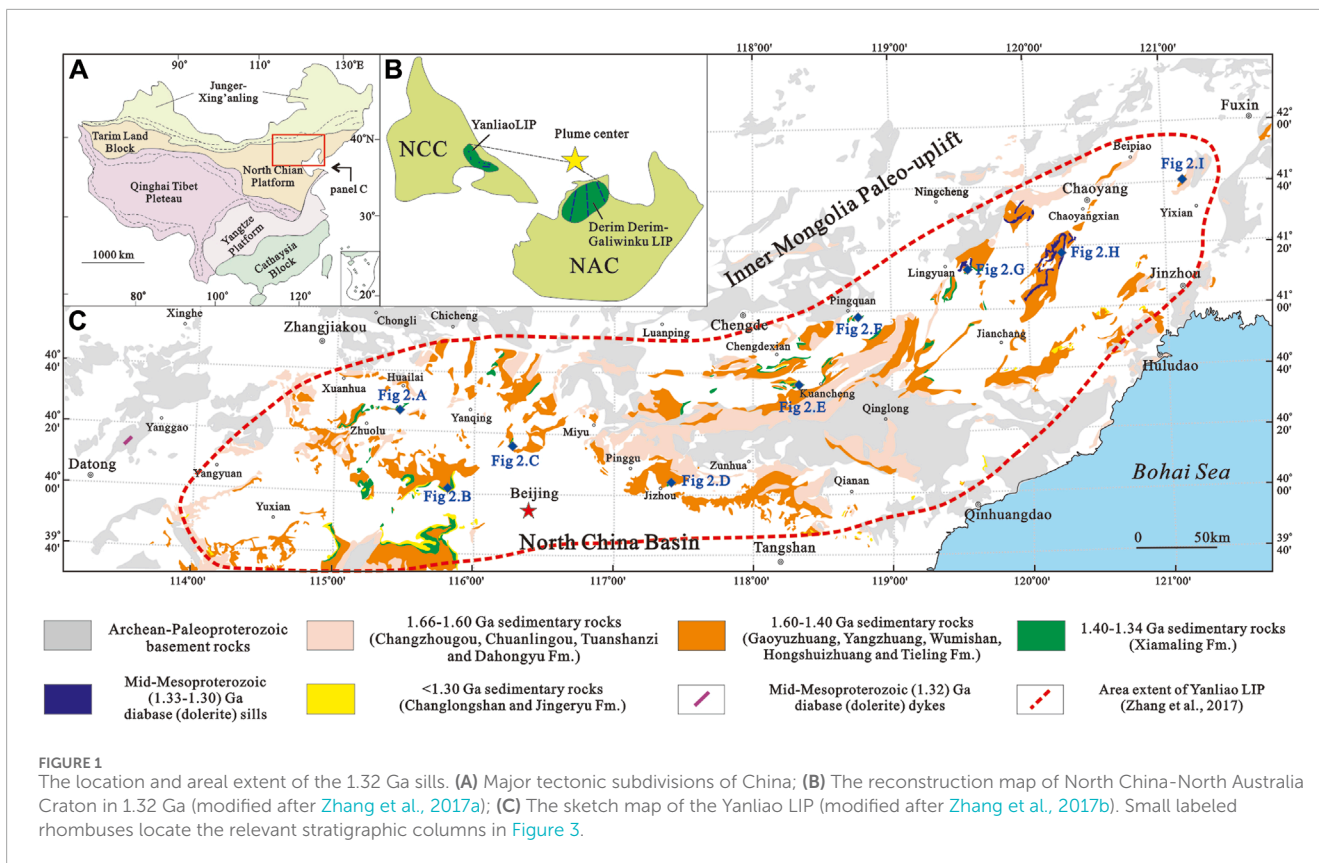 118°00′
119°00′
120°00′
121°00′
A
90°
110°
130°E
Junger-
Xing'anling
Tarim Land
Block
40°N
North Chian
Platform
panel C
Qinghai Tibet
Pleteau
Yangtze
Platform
30°
Cathaysia
Block
1000 km
20°
80°
100°
120°
B
YanliaoLIP
Plume center
NCC
Derim Derim-
Galiwinku LIP
NAC
Fuxin
42°
00′
Beipiao
Fig 2.I
41°
40′
Inner Mongolia Paleo-uplift
Ningcheng
Chaoyang
Chaoyangxian
Yixian
41°
20′
Lingyuan
Fig 2.G
Fig 2.H
Jinzhou
41°
00′
C
Xinghe
Zhangjiakou
Chongli
Chicheng
Luanping
Chengde
Pingquan
Fig 2.F
Jianchang
Chengdexian
40°
40′
40°
40′
Huludao
Xuanhua
Huailai
Fig 2.A
Kuancheng
Fig 2.E
Qinglong
40°
20′
40°
20′
Yanggao
Zhuolu
Yanqing
Miyu
Fig 2.C
Datong
Yangyuan
Pinggu
Zunhua
40°
00′
40°
00′
Fig 2.B
Beijing
Jizhou
Fig 2.D
Qianan
Bohai Sea
Yuxian
Qinhuangdao
39°
40′
39°
40′
North China Basin
Tangshan
0 50km
114°00′
115°00′
116°00′
117°00′
118°00′
119°00′
120°00′
121°00′
Archean-Paleoproterozoic
basement rocks
1.66-1.60 Ga sedimentary rocks
(Changzhougou, Chuanlingou, Tuanshanzi
and Dahongyu Fm.)
1.60-1.40 Ga sedimentary rocks
(Gaoyuzhuang, Yangzhuang, Wumishan,
Hongshuizhuang and Tieling Fm.)
1.40-1.34 Ga sedimentary rocks
(Xiamaling Fm.)
Mid-Mesoproterozoic
(1.33-1.30) Ga
diabase (dolerite) sills
<1.30 Ga sedimentary rocks
(Changlongshan and Jingeryu Fm.)
Mid-Mesoproterozoic (1.32) Ga
diabase (dolerite) dykes
Area extent of Yanliao LIP
(Zhang et al., 2017)
FIGURE 1
The location and areal extent of the 1.32 Ga sills. (A) Major tectonic subdivisions of China; (B) The reconstruction map of North China-North Australia
Craton in 1.32 Ga (modified after Zhang et al., 2017a); (C) The sketch map of the Yanliao LIP (modified after Zhang et al., 2017b). Small labeled
rhombuses locate the relevant stratigraphic columns in Figure 3.